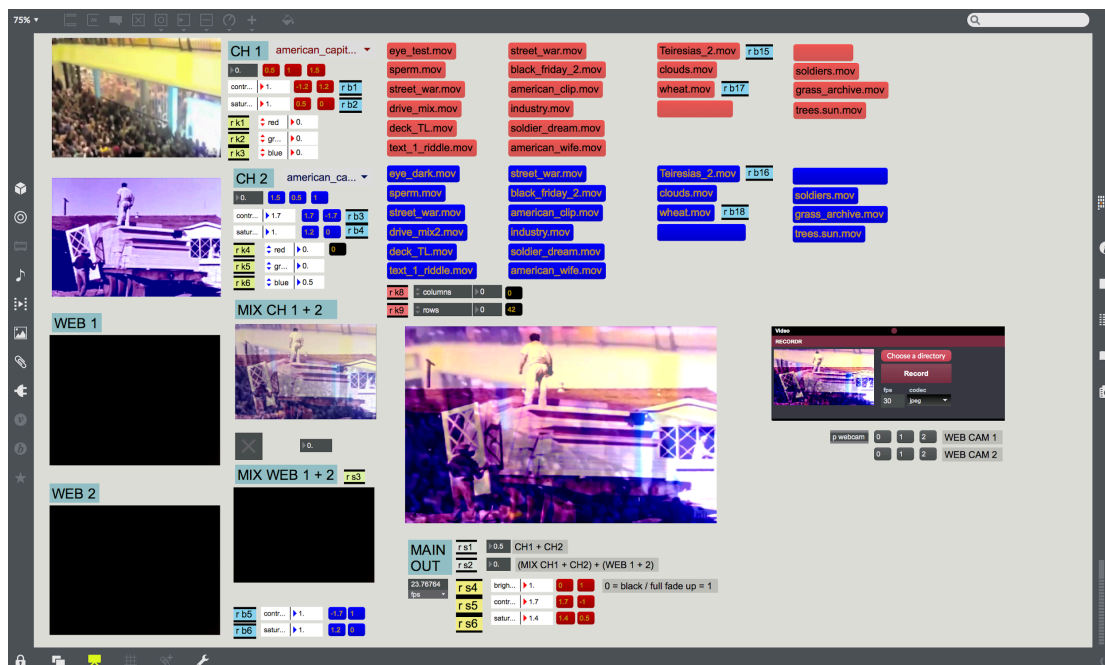 75%
CH 1 american_capit...
0. 0.5 1 1.5
contr... 1. -1.2 1.2 r b1
satur... 1. 0.5 0 r b2
r k1 red 0.
r k2 gr... 0.
r k3 blue 0.
eye_test.mov
sperm.mov
street_war.mov
drive_mix.mov
deck_TL.mov
text_1_riddle.mov
street_war.mov
black_friday_2.mov
american_clip.mov
industry.mov
soldier_dream.mov
american_wife.mov
Teiresias_2.mov r b15
clouds.mov
wheat.mov r b17
soldiers.mov
grass_archive.mov
trees.sun.mov
CH 2 american_ca...
0. 1.5 0.5 1
contr... 1.7 1.7 -1.7 r b3
satur... 1. 1.2 0 r b4
r k4 red 0. 0
r k5 gr... 0.
r k6 blue 0.5
eye_dark.mov
sperm.mov
street_war.mov
drive_mix2.mov
deck_TL.mov
text_1_riddle.mov
street_war.mov
black_friday_2.mov
american_clip.mov
industry.mov
soldier_dream.mov
american_wife.mov
Teiresias_2.mov r b16
clouds.mov
wheat.mov r b18
soldiers.mov
grass_archive.mov
trees.sun.mov
r k8 columns 0 0
r k9 rows 0 42
WEB 1
MIX CH 1 + 2
0.
MIX WEB 1 + 2 r s3
WEB 2
r b5 contr... 1. -1.7 1
r b6 satur... 1. 1.2 0
Video
RECORDR
Choose a directory
Record
fps codec
30 jpeg
p webcam 0 1 2 WEB CAM 1
0 1 2 WEB CAM 2
MAIN
OUT
23.76764
fps
r s1 0.5 CH1 + CH2
r s2 0. (MIX CH1 + CH2) + (WEB 1 + 2)
r s4 brigh... 1. 0 1 0 = black / full fade up = 1
r s5 contr... 1.7 1.7 -1
r s6 satur... 1.4 1.4 0.5